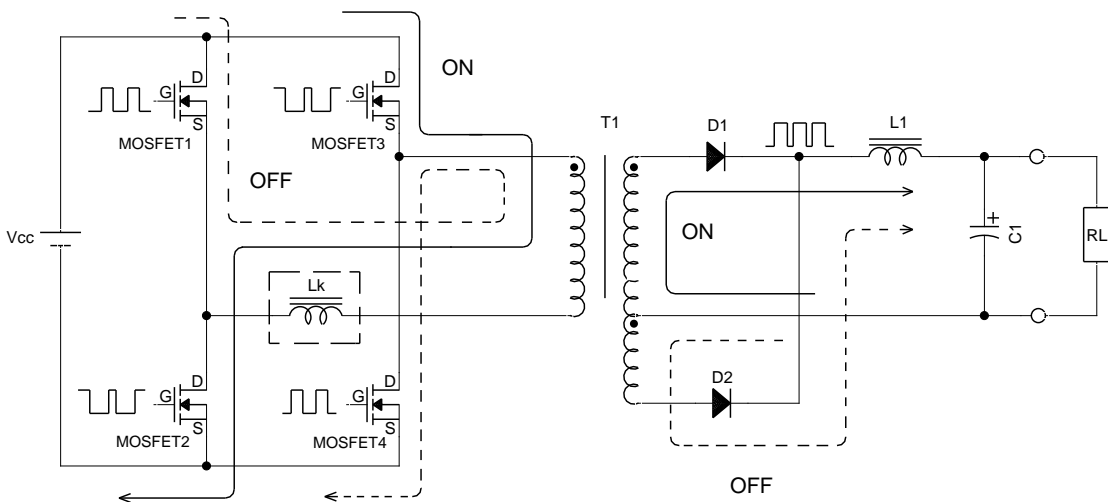 ON
D
G
S
MOSFET1
D
G
S
MOSFET3
OFF
T1
D1
L1
Vcc
ON
C1
+
RL
Lk
D
G
S
MOSFET2
D
G
S
MOSFET4
D2
OFF